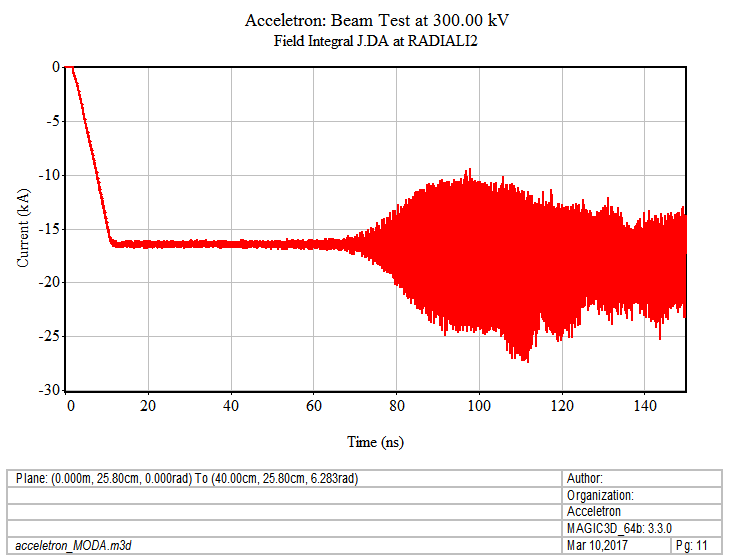 Acceletron: Beam Test at 300.00 kV
Field Integral J.DA at RADIALI2
0
-5
-10
-15
-20
-25
-30
Current (kA)
0 20 40 60 80 100 120 140
Time (ns)
Plane: (0.000m, 25.80cm, 0.000rad) To (40.00cm, 25.80cm, 6.283rad)
Author:
Organization:
Acceletron
MAGIC3D_64b: 3.3.0
acceletron_MODA.m3d
Mar 10,2017
Pg: 11